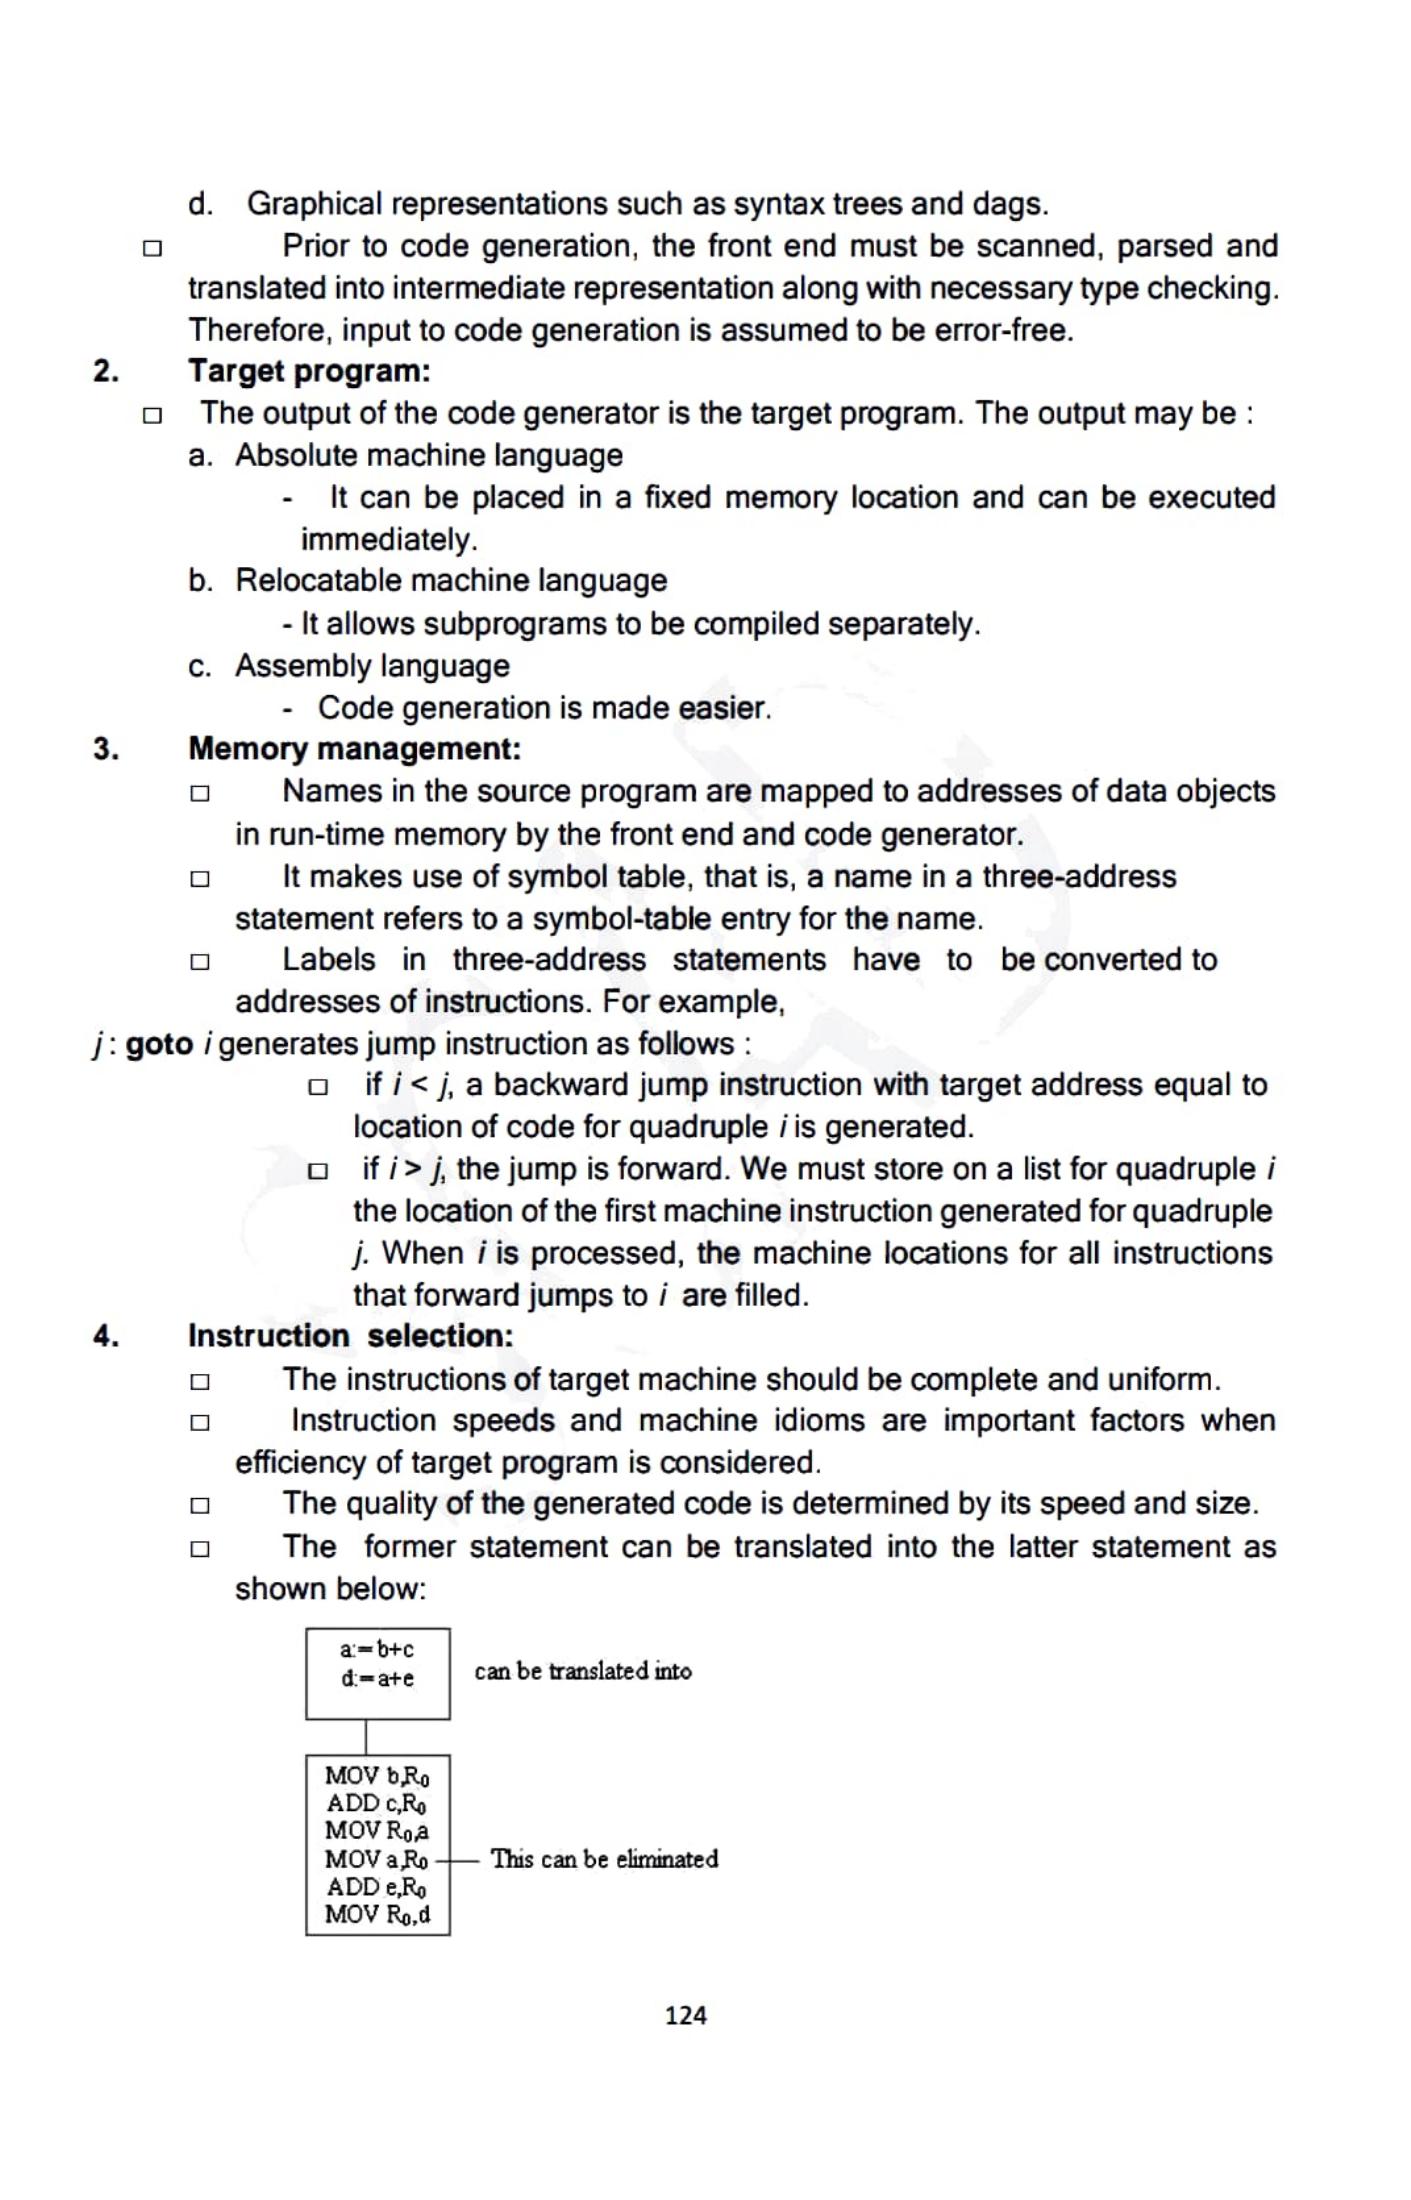 d. Graphical representations such as syntax trees and dags.
□ Prior to code generation, the front end must be scanned, parsed and
translated into intermediate representation along with necessary type checking.
Therefore, input to code generation is assumed to be error-free.
2. Target program:
□ The output of the code generator is the target program. The output may be :
a. Absolute machine language
- It can be placed in a fixed memory location and can be executed
immediately.
b. Relocatable machine language
- It allows subprograms to be compiled separately.
c. Assembly language
- Code generation is made easier.
3. Memory management:
□ Names in the source program are mapped to addresses of data objects
in run-time memory by the front end and code generator.
□ It makes use of symbol table, that is, a name in a three-address
statement refers to a symbol-table entry for the name.
□ Labels in three-address statements have to be converted to
addresses of instructions. For example,
j : goto i generates jump instruction as follows :
□ if i < j, a backward jump instruction with target address equal to
location of code for quadruple i is generated.
□ if i > j, the jump is forward. We must store on a list for quadruple i
the location of the first machine instruction generated for quadruple
j. When i is processed, the machine locations for all instructions
that forward jumps to i are filled.
4. Instruction selection:
□ The instructions of target machine should be complete and uniform.
□ Instruction speeds and machine idioms are important factors when
efficiency of target program is considered.
□ The quality of the generated code is determined by its speed and size.
□ The former statement can be translated into the latter statement as
shown below:
a:=b+c
d:=a+e
can be translated into
MOV b,R₀
ADD c,R₀
MOV R₀,a
MOV a,R₀ This can be eliminated
ADD e,R₀
MOV R₀,d
124